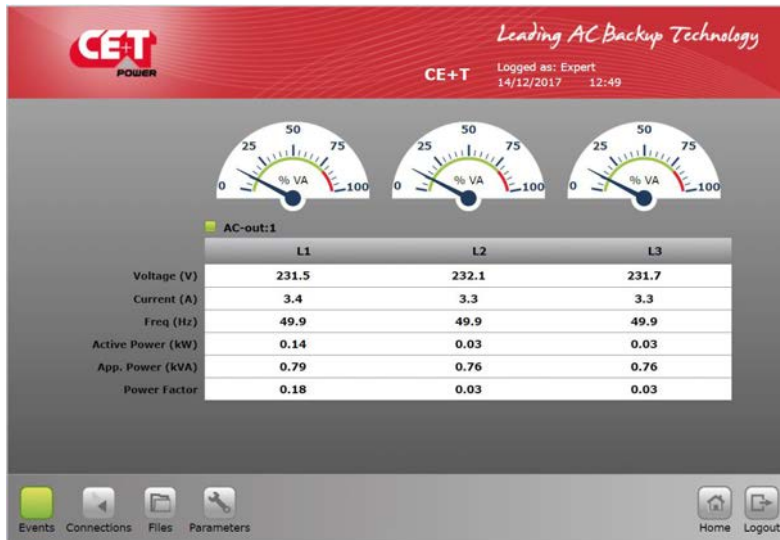 CE+T
POWER
Leading AC Backup Technology
CE+T
Logged as: Expert
14/12/2017 12:49
0 25 50 75 100
% VA
0 25 50 75 100
% VA
0 25 50 75 100
% VA
AC-out:1
L1 L2 L3
Voltage (V) 231.5 232.1 231.7
Current (A) 3.4 3.3 3.3
Freq (Hz) 49.9 49.9 49.9
Active Power (kW) 0.14 0.03 0.03
App. Power (kVA) 0.79 0.76 0.76
Power Factor 0.18 0.03 0.03
Events Connections Files Parameters Home Logout